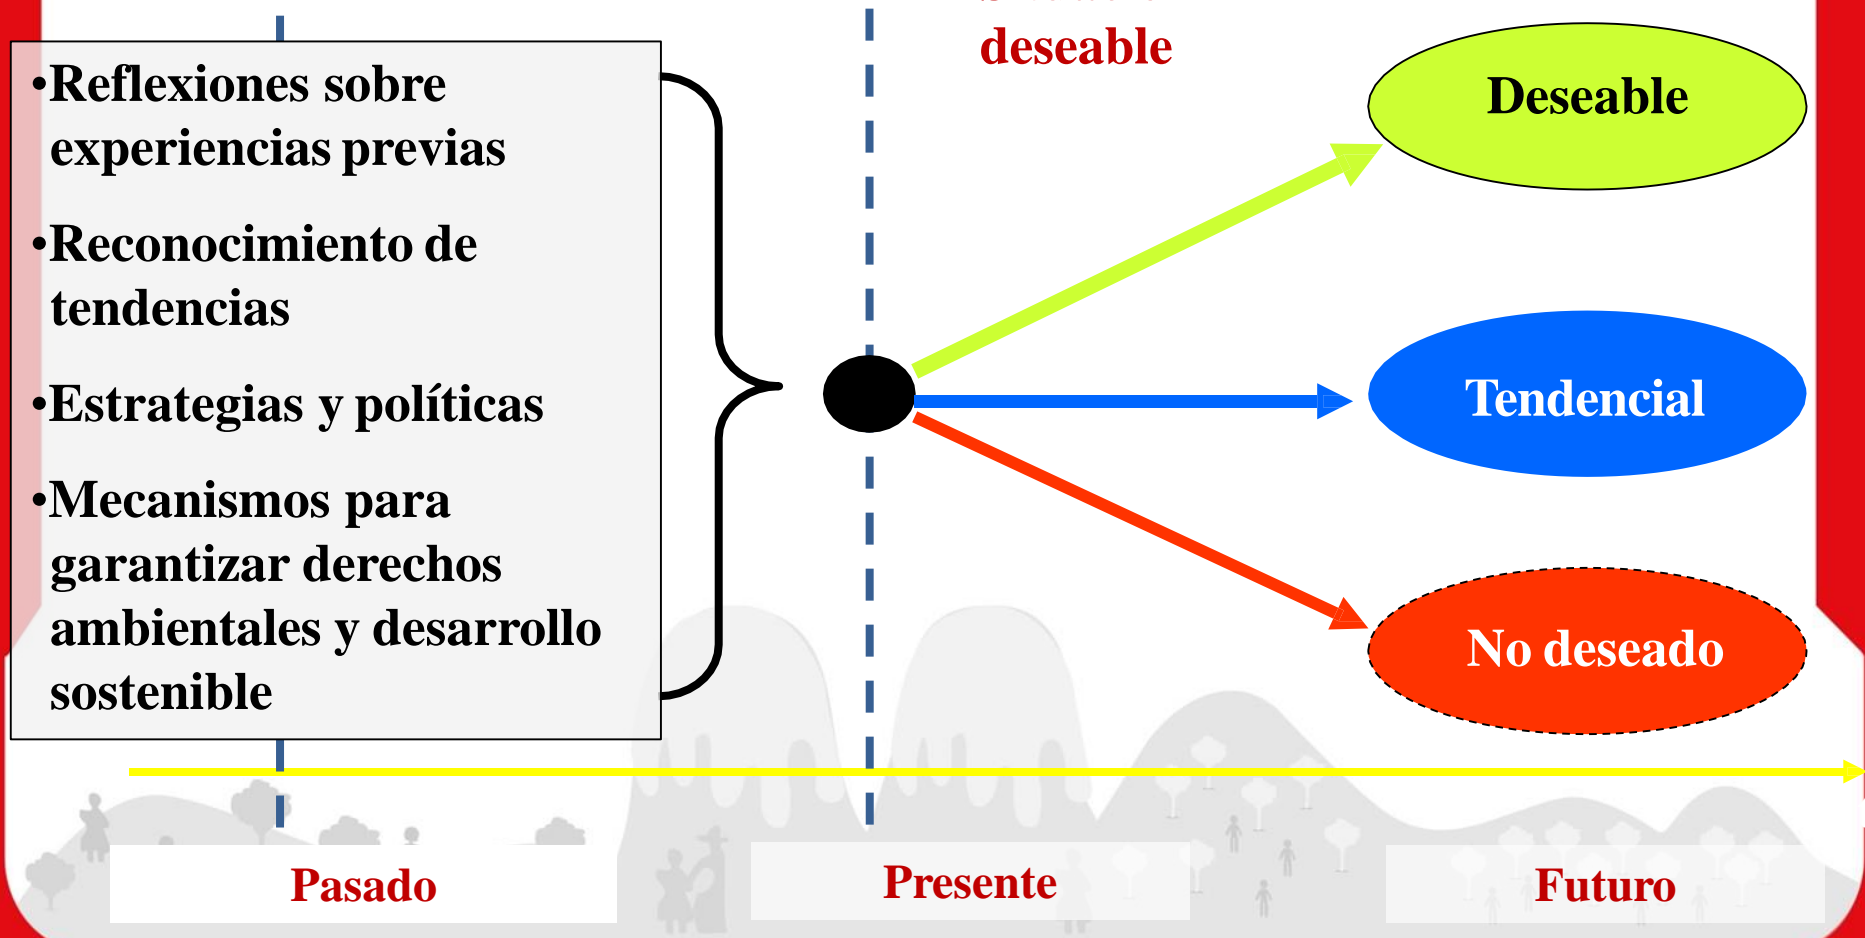 deseable
•Reflexiones sobre
experiencias previas
•Reconocimiento de
tendencias
•Estrategias y políticas
•Mecanismos para
garantizar derechos
ambientales y desarrollo
sostenible
Deseable
Tendencial
No deseado
Pasado
Presente
Futuro